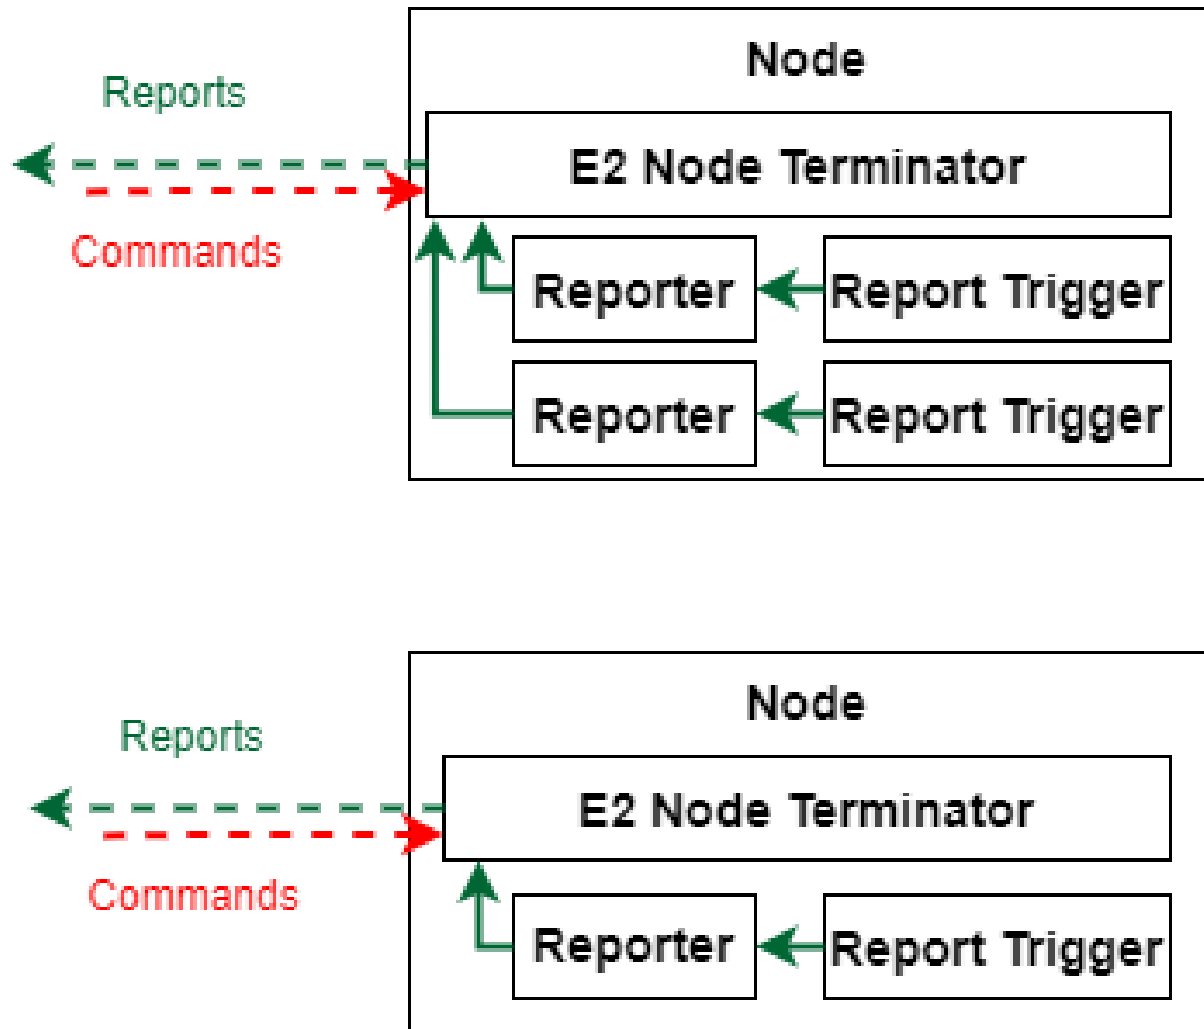 Node
Reports
E2 Node Terminator
Commands
Reporter
Report Trigger
Reporter
Report Trigger
Node
Reports
E2 Node Terminator
Commands
Reporter
Report Trigger